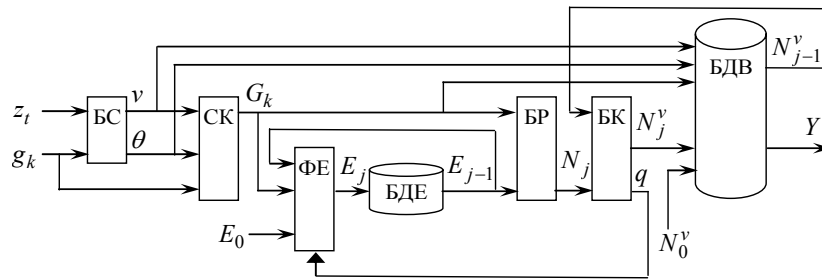 z_t
g_k
БС
v
θ
СК
G_k
ФЕ
E_0
E_j
БДЕ
E_{j-1}
БР
N_j
БК
N_j^v
q
БДВ
N_0^v
N_{j-1}^v
Y